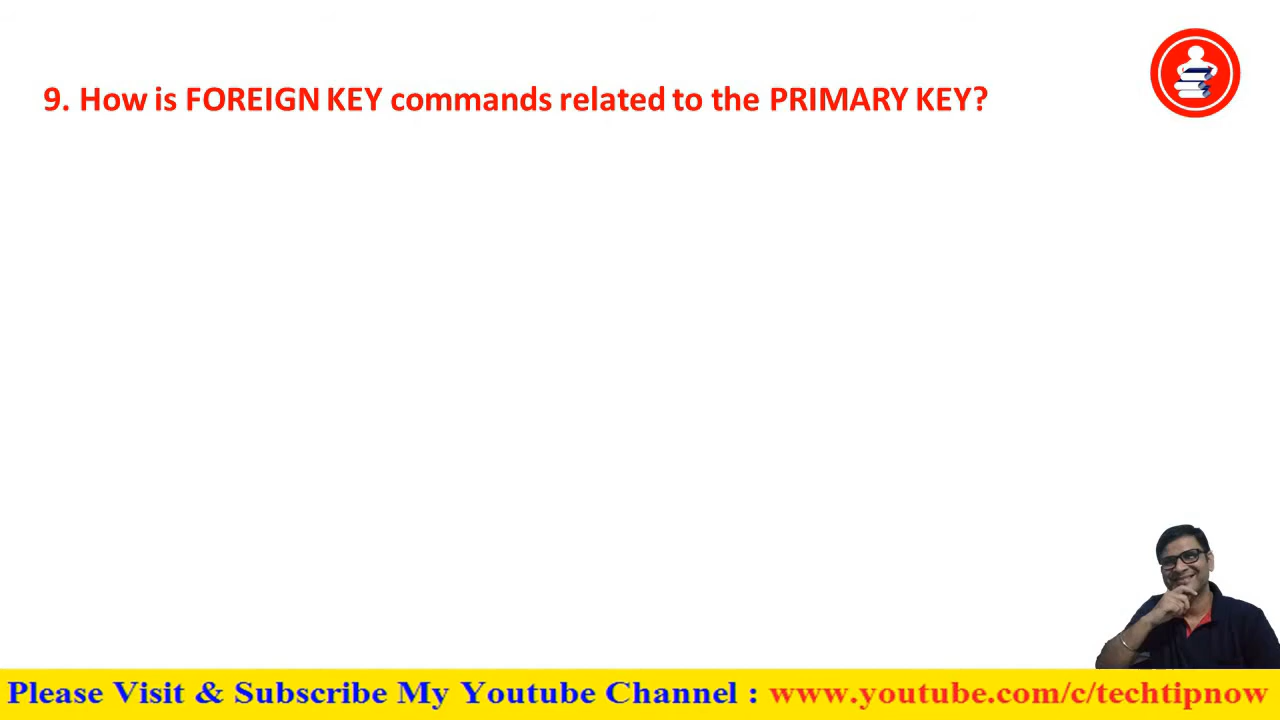 9. How is FOREIGN KEY commands related to the PRIMARY KEY?
Please Visit & Subscribe My Youtube Channel : www.youtube.com/c/techtipnow